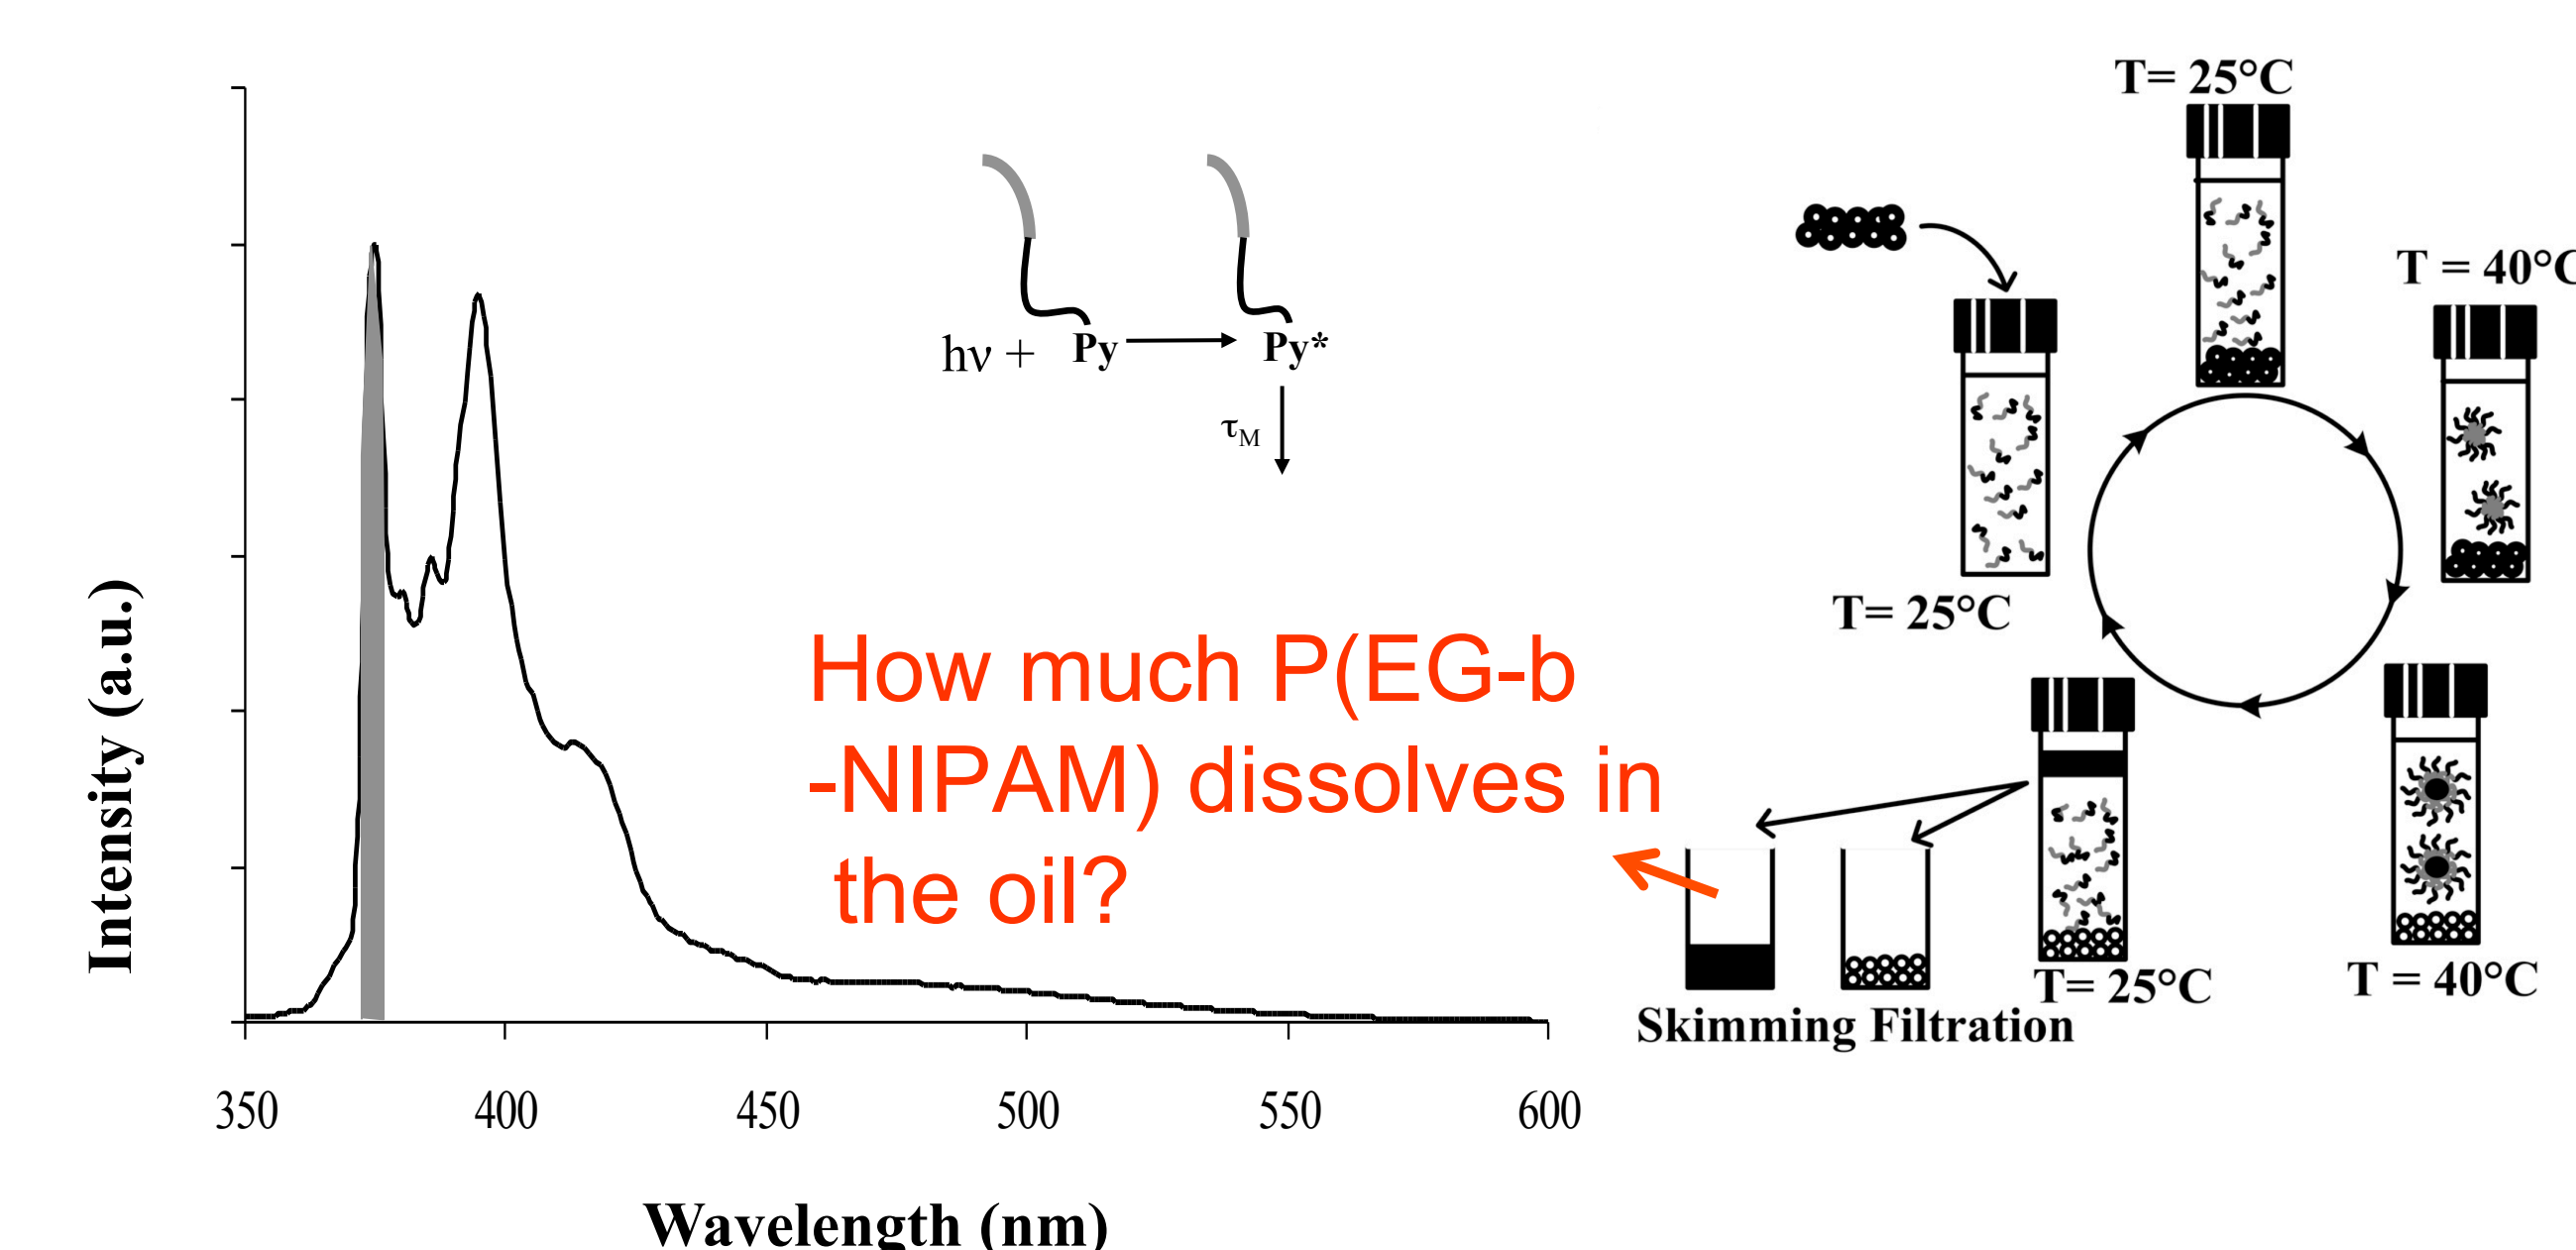 T= 25°C
T = 40°C
hν + Py Py*
τM
T= 25°C
Intensity (a.u.)
How much P(EG-b
-NIPAM) dissolves in
the oil?
T= 25°C
T = 40°C
Skimming Filtration
350 400 450 500 550 600
Wavelength (nm)